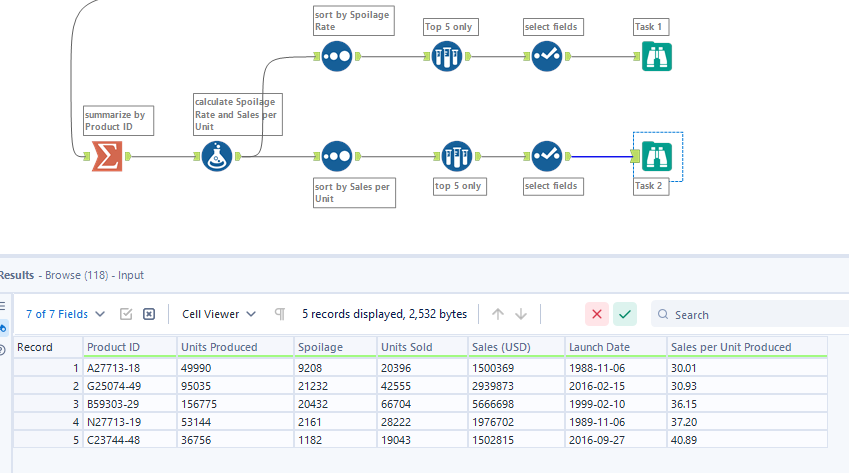 sort by Spoilage
Rate
Top 5 only
select fields
Task 1
summarize by
Product ID
calculate Spoilage
Rate and Sales per
Unit
sort by Sales per
Unit
top 5 only
select fields
Task 2
Results - Browse (118) - Input
7 of 7 Fields
Cell Viewer
5 records displayed, 2,532 bytes
Search
Record Product ID Units Produced Spoilage Units Sold Sales (USD) Launch Date Sales per Unit Produced
1 A27713-18 49990 9208 20396 1500369 1988-11-06 30.01
2 G25074-49 95035 21232 42555 2939873 2016-02-15 30.93
3 B59303-29 156775 20432 66704 5666698 1999-02-10 36.15
4 N27713-19 53144 2161 28222 1976702 1989-11-06 37.20
5 C23744-48 36756 1182 19043 1502815 2016-09-27 40.89